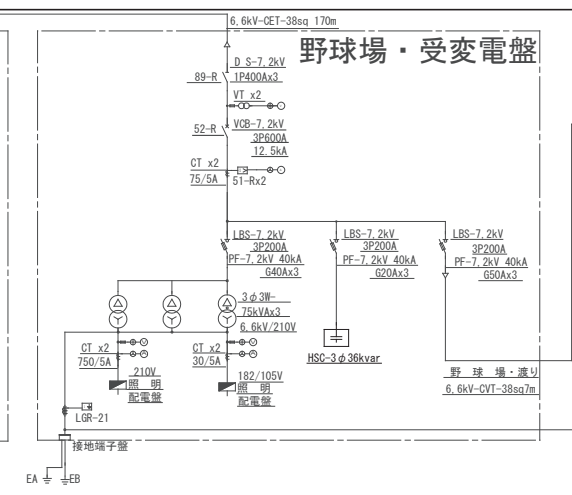 6.6kV-CET-38sq 170m
野球場・受変電盤
D S-7.2kV
89-R
1P400Ax3
VT x2
VCB-7.2kV
52-R
3P600A
12.5kA
CT x2
75/5A
51-Rx2
LBS-7.2kV
3P200A
PF-7.2kV 40kA
G40Ax3
LBS-7.2kV
3P200A
PF-7.2kV 40kA
G20Ax3
LBS-7.2kV
3P200A
PF-7.2kV 40kA
G50Ax3
3φ3W-
75kVAx3
6.6kV/210V
HSC-3φ36kvar
CT x2
750/5A
CT x2
30/5A
野 球 場・渡り
6.6kV-CVT-38sq7m
210V
照 明
配電盤
182/105V
照 明
配電盤
LGR-21
接地端子盤
EA
EB